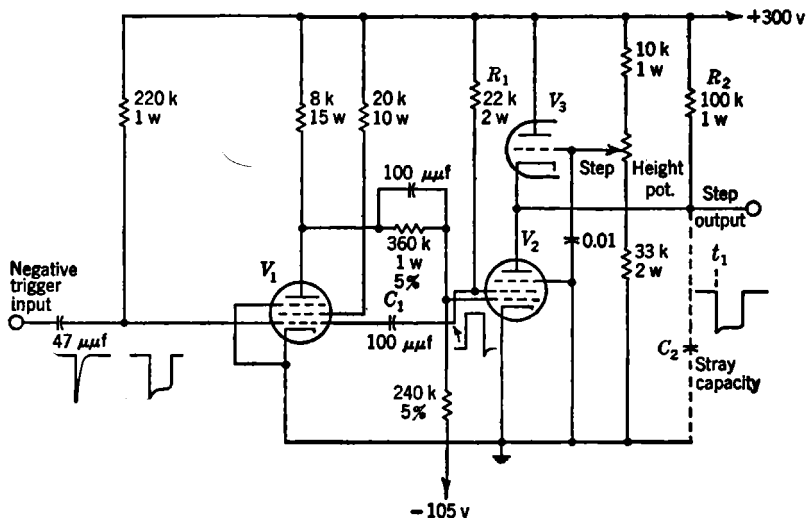 +300 v
220 k
1 w
8 k
15 w
20 k
10 w
R1
22 k
2 w
V3
10 k
1 w
R2
100 k
1 w
100 μμf
Step
Height
pot.
Step
output
360 k
1 w
5%
V2
0.01
33 k
2 w
t1
Negative
trigger
input
V1
C1
47 μμf
100 μμf
C2
Stray
capacity
240 k
5%
−105 v